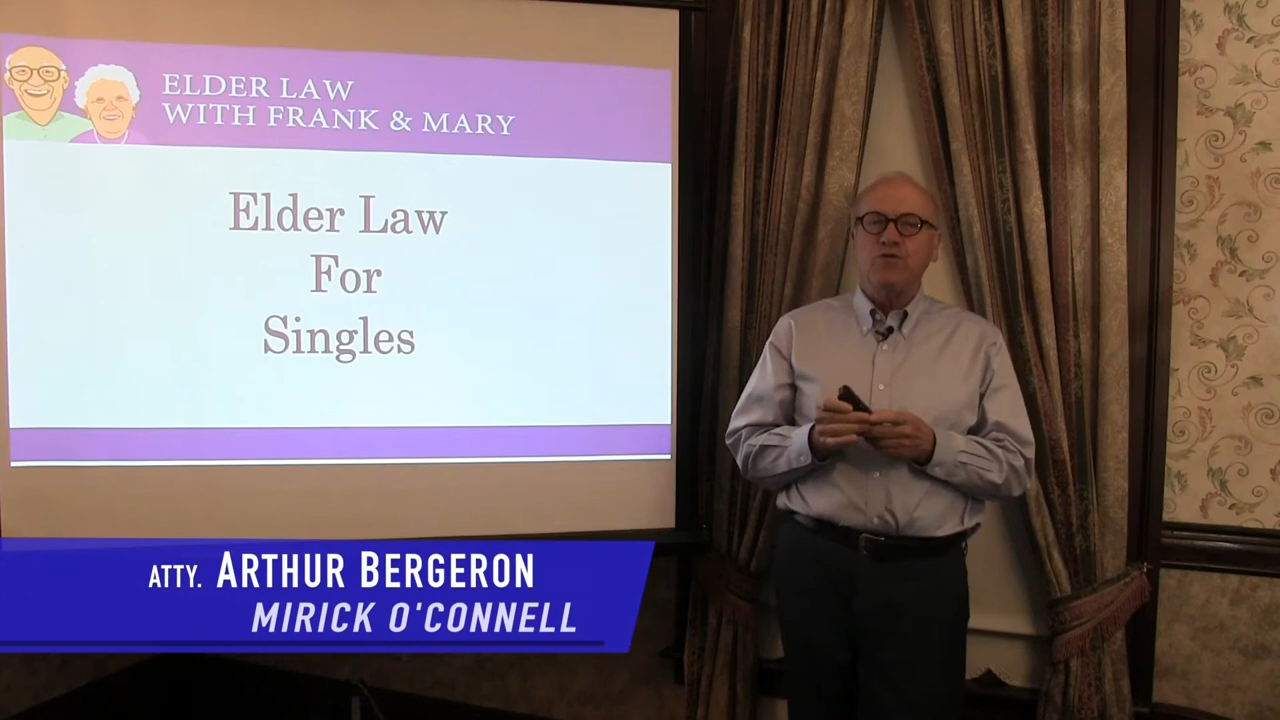 ELDER LAW
WITH FRANK & MARY
Elder Law
For
Singles
ATTY. ARTHUR BERGERON
MIRICK O'CONNELL